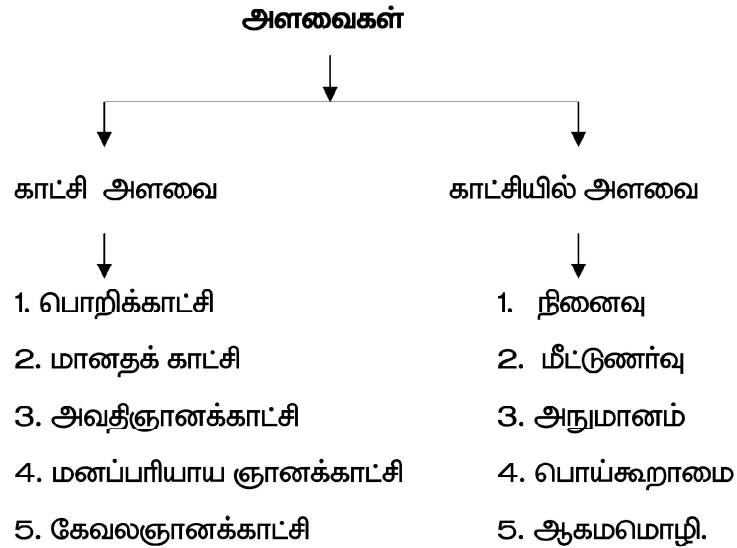 அளவைகள்
காட்சி அளவை
காட்சியில் அளவை
1. பொறிக்காட்சி
2. மானதக் காட்சி
3. அவதிஞானக்காட்சி
4. மனப்பரியாய ஞானக்காட்சி
5. கேவலஞானக்காட்சி
1. நினைவு
2. மீட்டுணர்வு
3. அநுமானம்
4. பொய்கூறாமை
5. ஆகமமொழி.